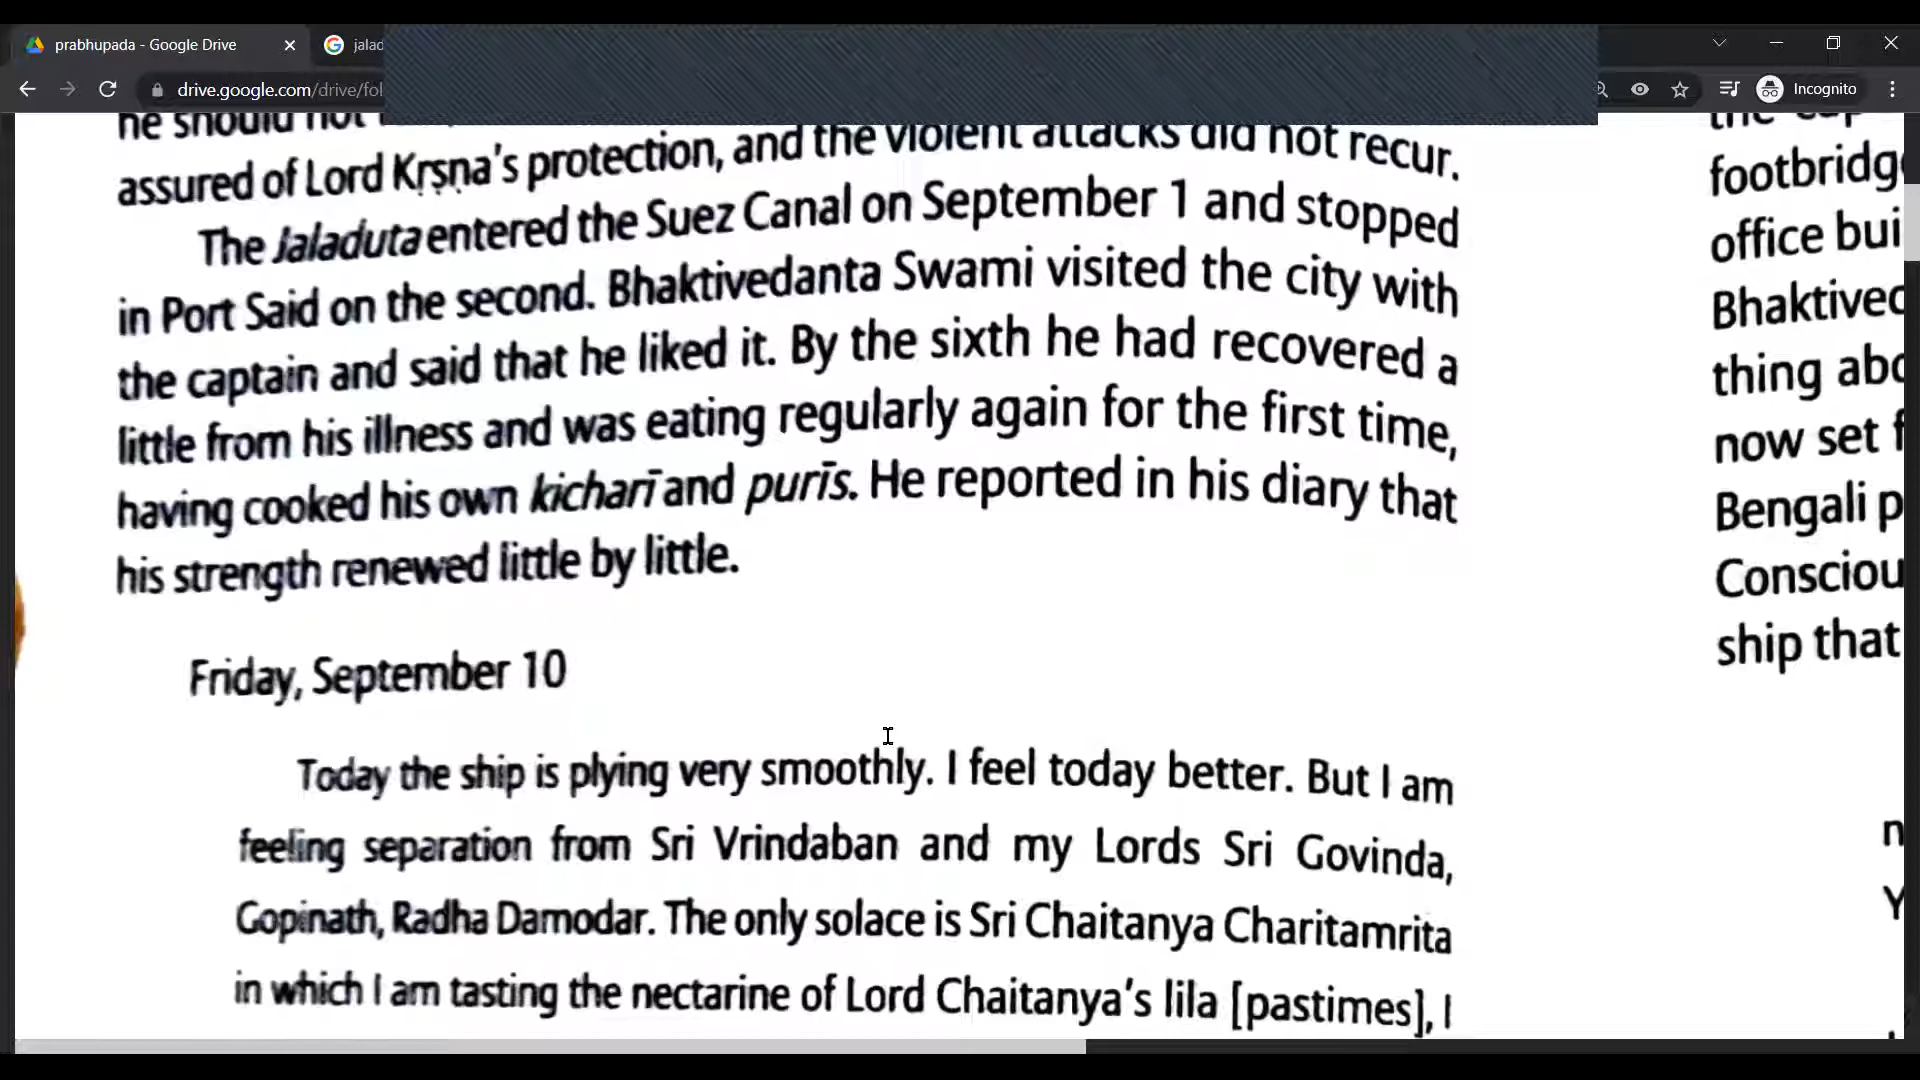 prabhupada - Google Drive
jalad
drive.google.com/drive/fol
Incognito
he should not
assured of Lord Kṛṣṇa's protection, and the violent attacks did not recur.
The Jaladuta entered the Suez Canal on September 1 and stopped
in Port Said on the second. Bhaktivedanta Swami visited the city with
the captain and said that he liked it. By the sixth he had recovered a
little from his illness and was eating regularly again for the first time,
having cooked his own kicharī and purīs. He reported in his diary that
his strength renewed little by little.
Friday, September 10
Today the ship is plying very smoothly. I feel today better. But I am
feeling separation from Sri Vrindaban and my Lords Sri Govinda,
Gopinath, Radha Damodar. The only solace is Sri Chaitanya Charitamrita
in which I am tasting the nectarine of Lord Chaitanya's lila [pastimes], I
the cap
footbridg
office bui
Bhaktived
thing abo
now set f
Bengali p
Consciou
ship that
n
Y